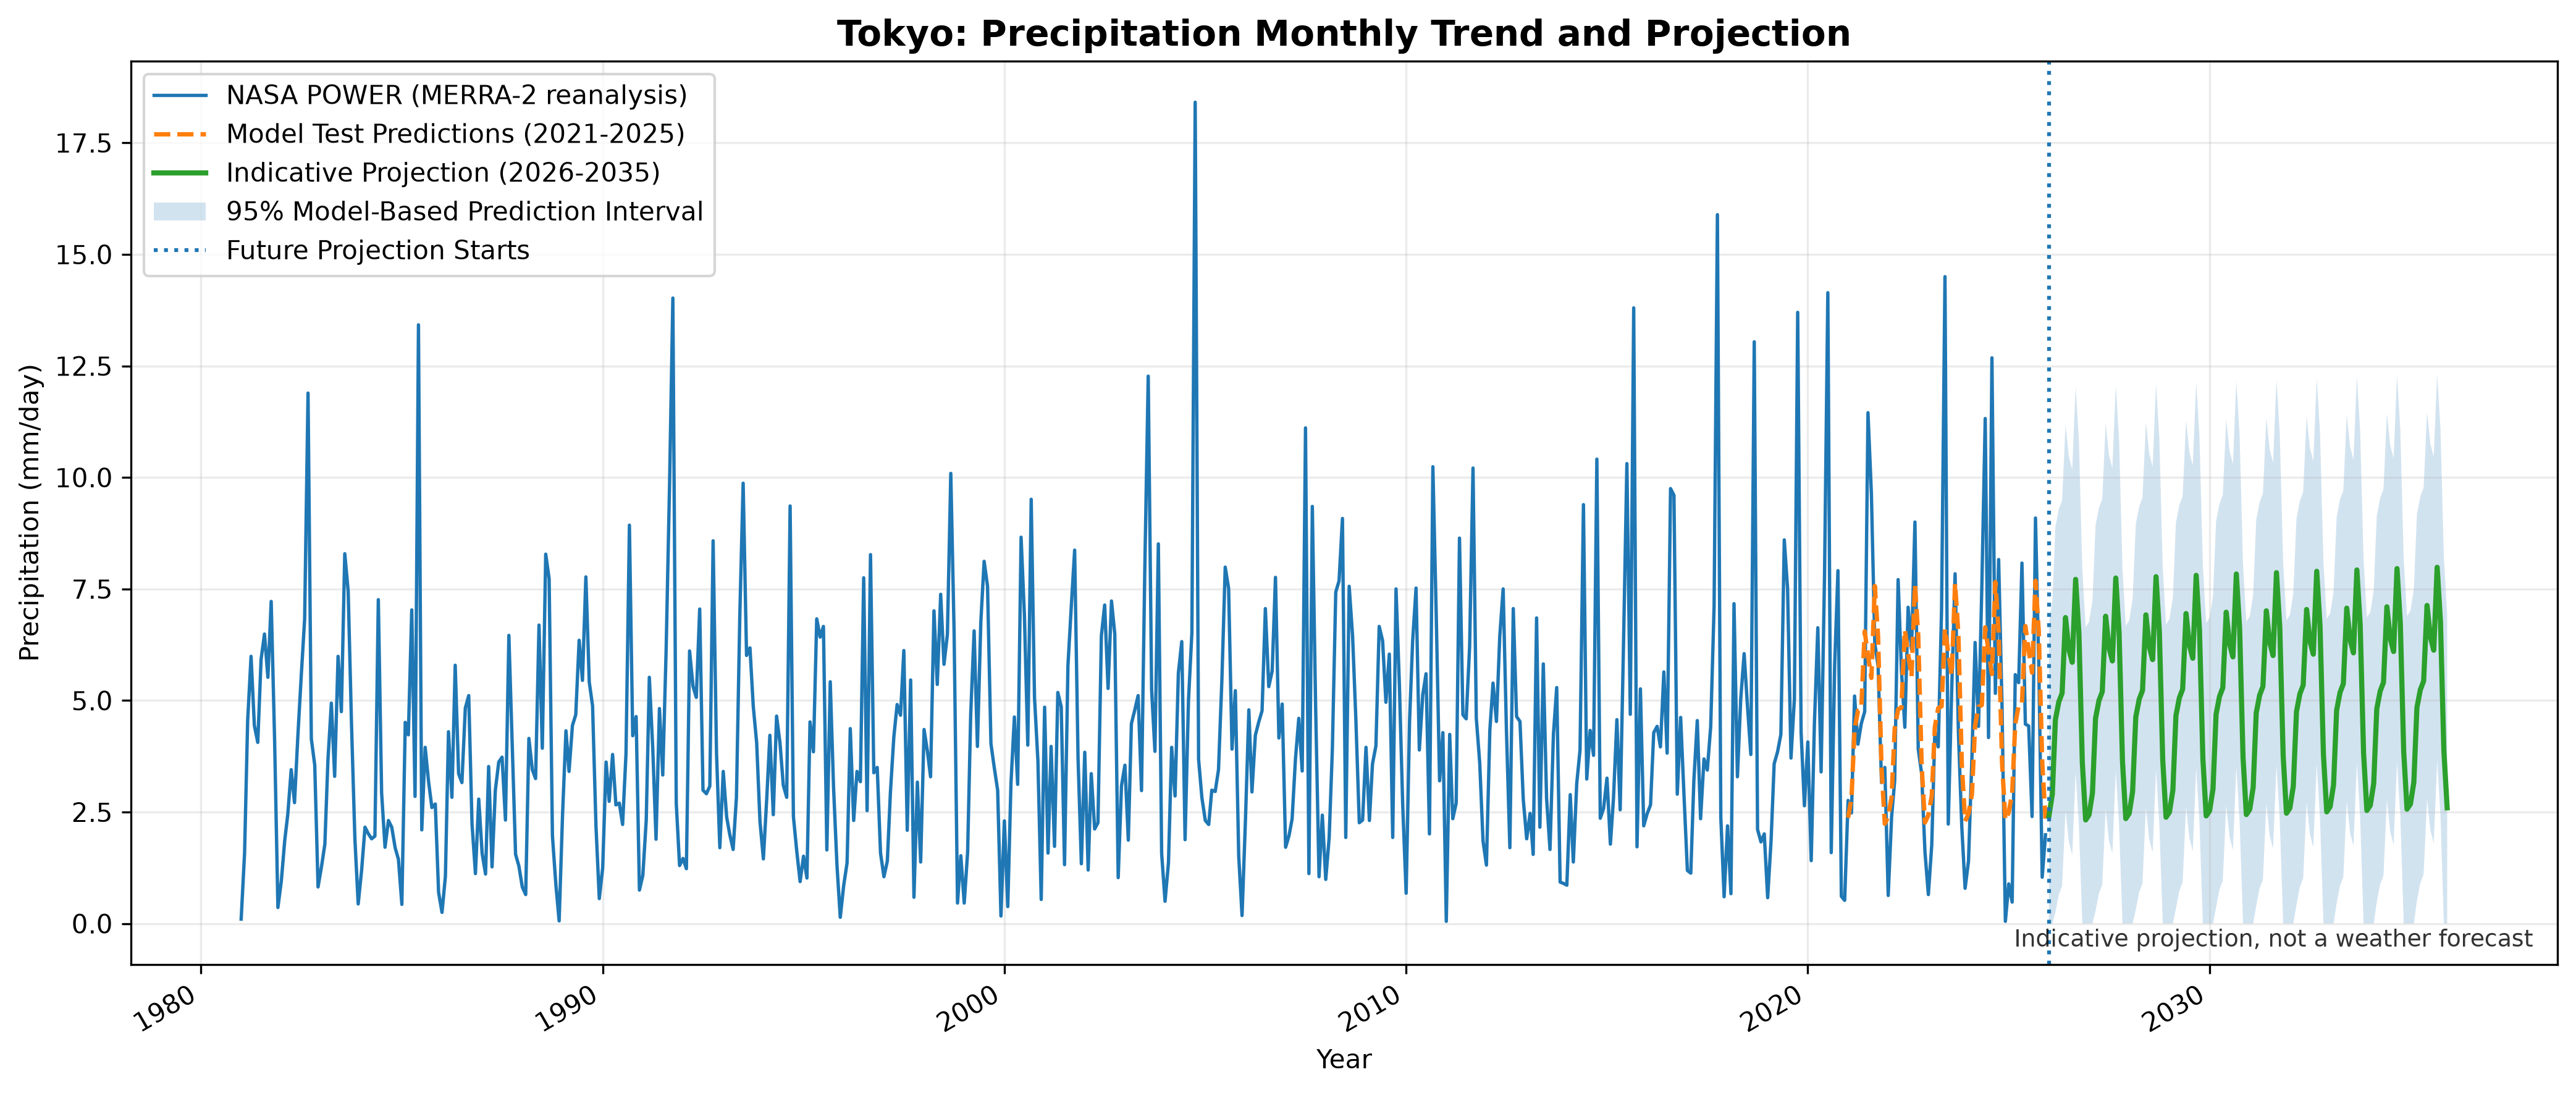 Tokyo: Precipitation Monthly Trend and Projection
NASA POWER (MERRA-2 reanalysis)
Model Test Predictions (2021-2025)
Indicative Projection (2026-2035)
95% Model-Based Prediction Interval
Future Projection Starts
Precipitation (mm/day)
17.5
15.0
12.5
10.0
7.5
5.0
2.5
0.0
Indicative projection, not a weather forecast
1980
1990
2000
2010
2020
2030
Year